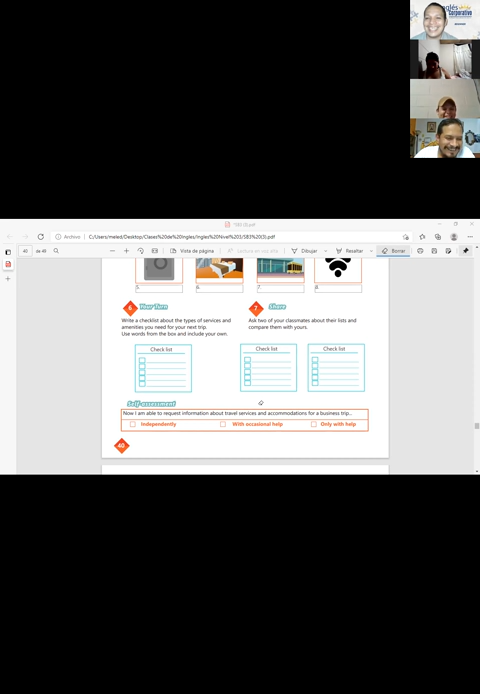 Inglés
Corporativo
SB3 (3).pdf
Archivo
C:/Users/meled/Desktop/Clases%20de%20Ingles/Ingles%20Nivel%203/SB3%20(3).pdf
40
de 48
Vista de página
Lectura en voz alta
Dibujar
Resaltar
Borrar
5.
6.
7.
8.
6
Your Turn
Write a checklist about the types of services and
amenities you need for your next trip.
Use words from the box and include your own.
Check list
7
Share
Ask two of your classmates about their lists and
compare them with yours.
Check list
Check list
Self-assessment
Now I am able to request information about travel services and accommodations for a business trip..
Independently
With occasional help
Only with help
40